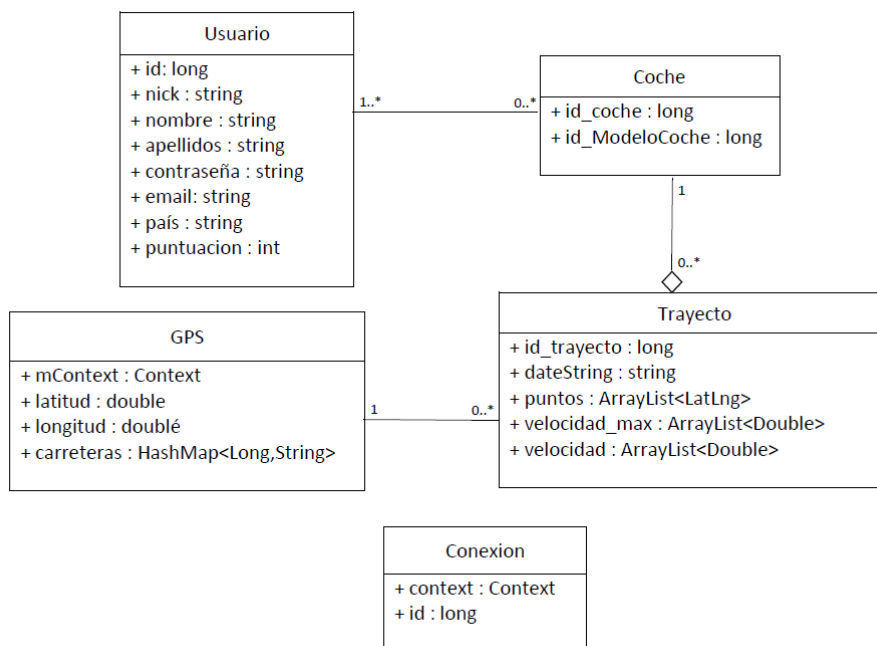 Usuario
+ id: long
+ nick : string
+ nombre : string
+ apellidos : string
+ contraseña : string
+ email: string
+ país : string
+ puntuacion : int
1..*
0..*
Coche
+ id_coche : long
+ id_ModeloCoche : long
1
0..*
GPS
+ mContext : Context
+ latitud : double
+ longitud : doublé
+ carreteras : HashMap<Long,String>
1
0..*
Trayecto
+ id_trayecto : long
+ dateString : string
+ puntos : ArrayList<LatLng>
+ velocidad_max : ArrayList<Double>
+ velocidad : ArrayList<Double>
Conexion
+ context : Context
+ id : long